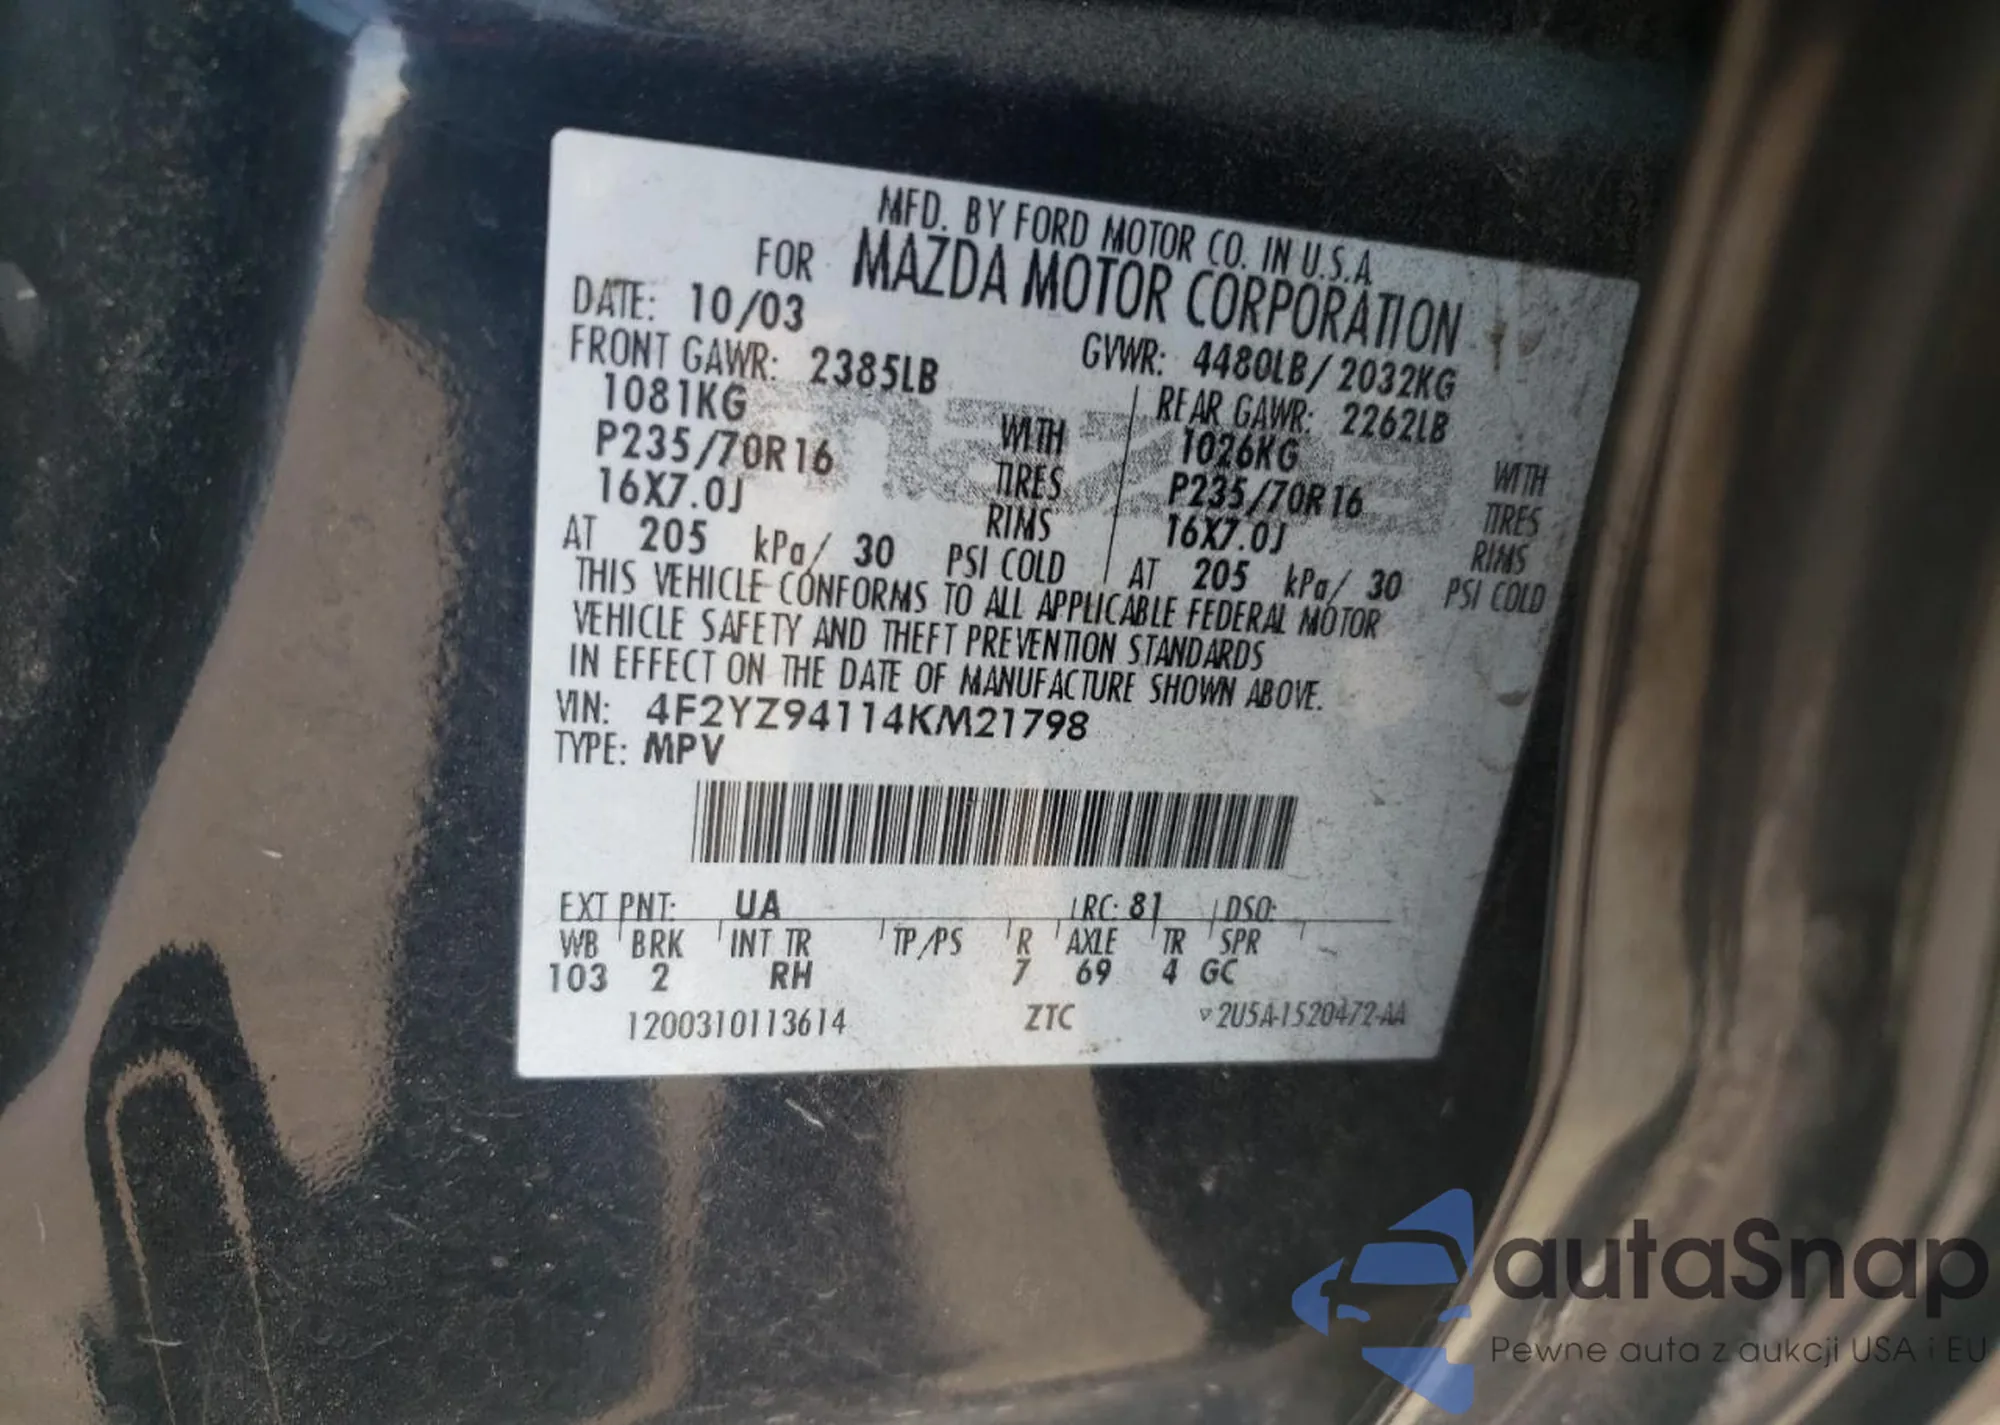 MFD. BY FORD MOTOR CO. IN U.S.A.
FOR MAZDA MOTOR CORPORATION
DATE: 10/03 GVWR: 4480LB/2032KG
FRONT GAWR: 2385LB REAR GAWR: 2262LB
1081KG WITH 1026KG WITH
P235/70R16 TIRES P235/70R16 TIRES
16X7.0J RIMS 16X7.0J RIMS
AT 205 kPa/ 30 PSI COLD AT 205 kPa/ 30 PSI COLD
THIS VEHICLE CONFORMS TO ALL APPLICABLE FEDERAL MOTOR
VEHICLE SAFETY AND THEFT PREVENTION STANDARDS
IN EFFECT ON THE DATE OF MANUFACTURE SHOWN ABOVE.
VIN: 4F2YZ94114KM21798
TYPE: MPV
EXT PNT: UA RC: 81 DSO:
WB BRK INT TR TP/PS R AXLE TR SPR
103 2 RH 7 69 4 GC
1200310113614 ZTC 2U5A-1520472-AA
autaSnap
Pewne auta z aukcji USA i EU